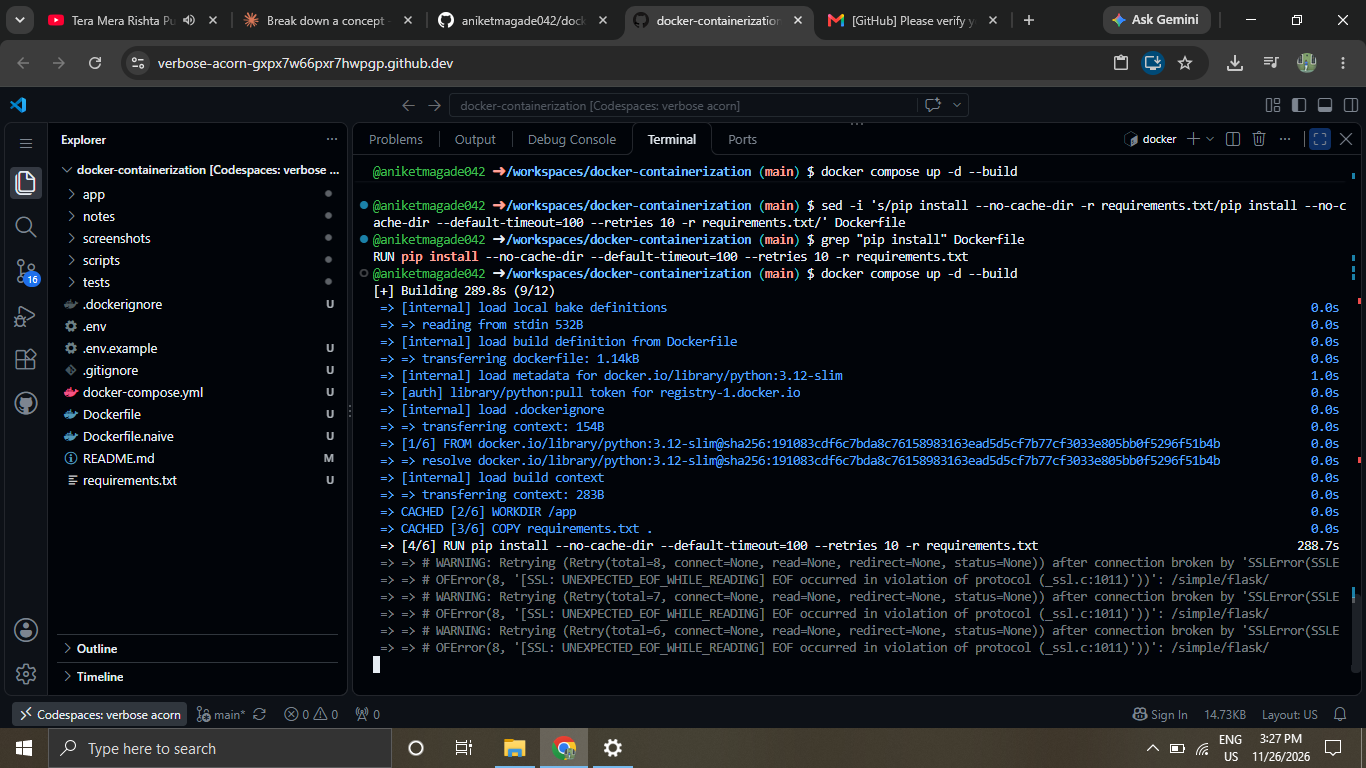 Tera Mera Rishta Pu
Break down a concept
aniketmagade042/dock
docker-containerization
[GitHub] Please verify y
Ask Gemini
verbose-acorn-gxpx7w66pxr7hwpgp.github.dev
docker-containerization [Codespaces: verbose acorn]
Explorer
docker-containerization [Codespaces: verbose ...
app
notes
screenshots
scripts
tests
.dockerignore U
.env
.env.example U
.gitignore U
docker-compose.yml U
Dockerfile U
Dockerfile.naive U
README.md M
requirements.txt U
16
Outline
Timeline
Problems Output Debug Console Terminal Ports
docker
@aniketmagade042 ➜/workspaces/docker-containerization (main) $ docker compose up -d --build
@aniketmagade042 ➜/workspaces/docker-containerization (main) $ sed -i 's/pip install --no-cache-dir -r requirements.txt/pip install --no-c
ache-dir --default-timeout=100 --retries 10 -r requirements.txt/' Dockerfile
@aniketmagade042 ➜/workspaces/docker-containerization (main) $ grep "pip install" Dockerfile
RUN pip install --no-cache-dir --default-timeout=100 --retries 10 -r requirements.txt
@aniketmagade042 ➜/workspaces/docker-containerization (main) $ docker compose up -d --build
[+] Building 289.8s (9/12)
=> [internal] load local bake definitions 0.0s
=> => reading from stdin 532B 0.0s
=> [internal] load build definition from Dockerfile 0.0s
=> => transferring dockerfile: 1.14kB 0.0s
=> [internal] load metadata for docker.io/library/python:3.12-slim 1.0s
=> [auth] library/python:pull token for registry-1.docker.io 0.0s
=> [internal] load .dockerignore 0.0s
=> => transferring context: 154B 0.0s
=> [1/6] FROM docker.io/library/python:3.12-slim@sha256:191083cdf6c7bda8c76158983163ead5d5cf7b77cf3033e805bb0f5296f51b4b 0.0s
=> => resolve docker.io/library/python:3.12-slim@sha256:191083cdf6c7bda8c76158983163ead5d5cf7b77cf3033e805bb0f5296f51b4b 0.0s
=> [internal] load build context 0.0s
=> => transferring context: 283B 0.0s
=> CACHED [2/6] WORKDIR /app 0.0s
=> CACHED [3/6] COPY requirements.txt . 0.0s
=> [4/6] RUN pip install --no-cache-dir --default-timeout=100 --retries 10 -r requirements.txt 288.7s
=> => # WARNING: Retrying (Retry(total=8, connect=None, read=None, redirect=None, status=None)) after connection broken by 'SSLError(SSLE
=> => # OFError(8, '[SSL: UNEXPECTED_EOF_WHILE_READING] EOF occurred in violation of protocol (_ssl.c:1011)'))': /simple/flask/
=> => # WARNING: Retrying (Retry(total=7, connect=None, read=None, redirect=None, status=None)) after connection broken by 'SSLError(SSLE
=> => # OFError(8, '[SSL: UNEXPECTED_EOF_WHILE_READING] EOF occurred in violation of protocol (_ssl.c:1011)'))': /simple/flask/
=> => # WARNING: Retrying (Retry(total=6, connect=None, read=None, redirect=None, status=None)) after connection broken by 'SSLError(SSLE
=> => # OFError(8, '[SSL: UNEXPECTED_EOF_WHILE_READING] EOF occurred in violation of protocol (_ssl.c:1011)'))': /simple/flask/
Codespaces: verbose acorn main* 0 0 0 Sign In 14.73KB Layout: US
Type here to search
ENG
US
3:27 PM
11/26/2026